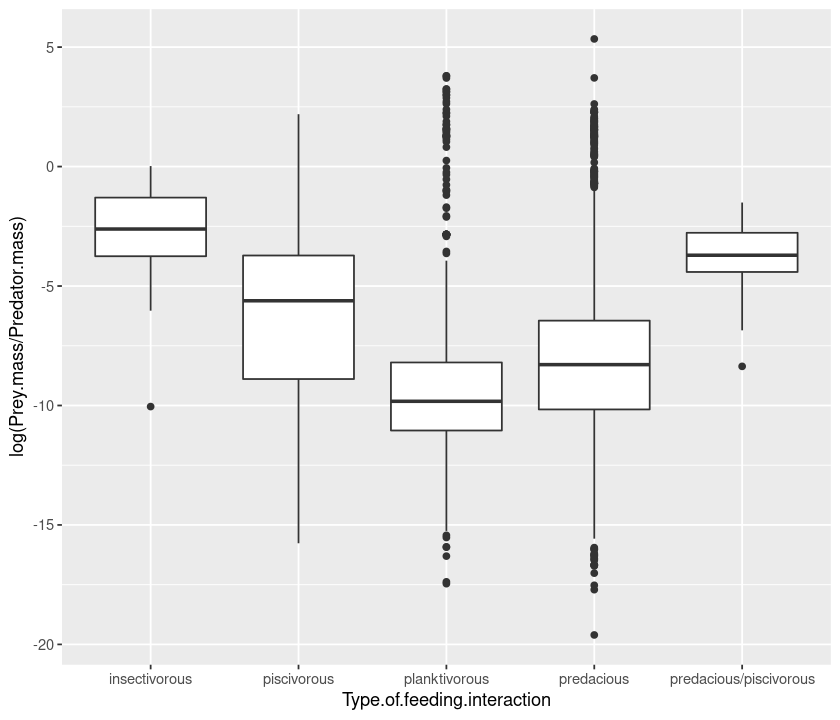 log(Prey.mass/Predator.mass)
5
0
-5
-10
-15
-20
insectivorous piscivorous planktivorous predacious predacious/piscivorous
Type.of.feeding.interaction